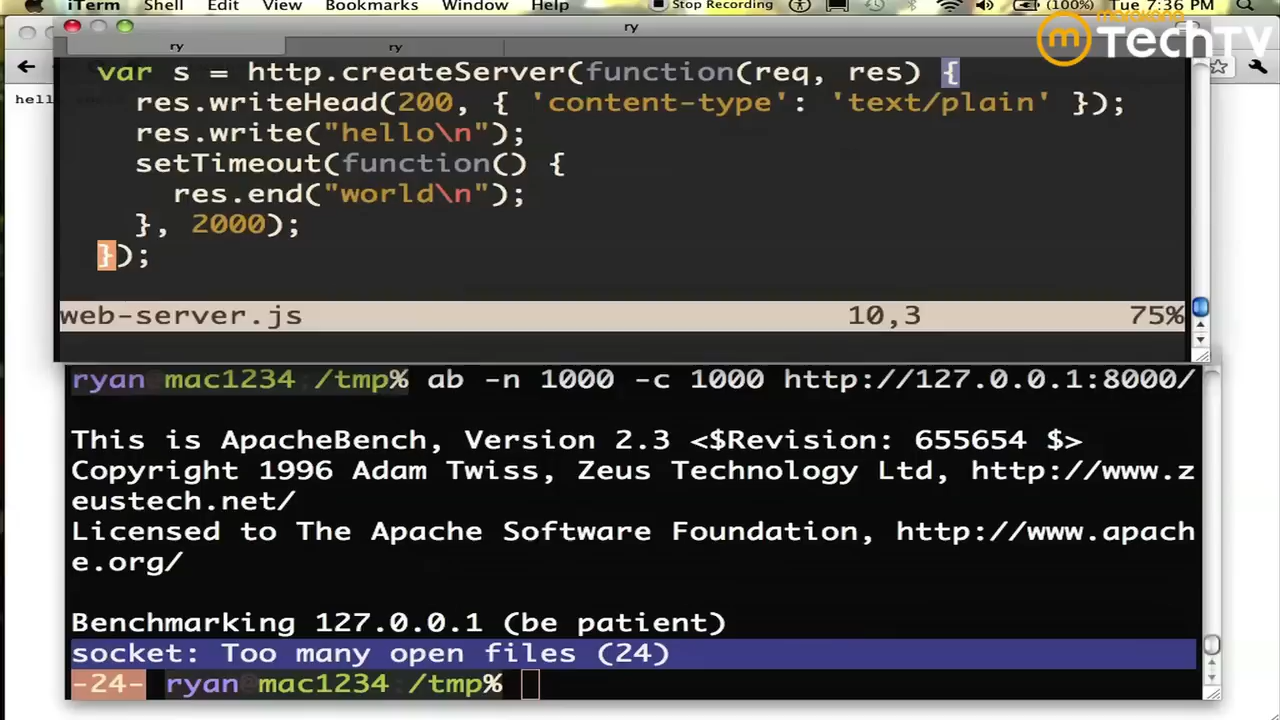 iTerm Shell Edit View Bookmarks Window Help Stop Recording (100%) Tue 7:36 PM
ry
marakana
m TechTV
ry ry
hell
var s = http.createServer(function(req, res) {
res.writeHead(200, { 'content-type': 'text/plain' });
res.write("hello\n");
setTimeout(function() {
res.end("world\n");
}, 2000);
});
web-server.js 10,3 75%
ryan@mac1234:/tmp% ab -n 1000 -c 1000 http://127.0.0.1:8000/
This is ApacheBench, Version 2.3 <$Revision: 655654 $>
Copyright 1996 Adam Twiss, Zeus Technology Ltd, http://www.z
eustech.net/
Licensed to The Apache Software Foundation, http://www.apach
e.org/
Benchmarking 127.0.0.1 (be patient)
socket: Too many open files (24)
-24- ryan@mac1234:/tmp%